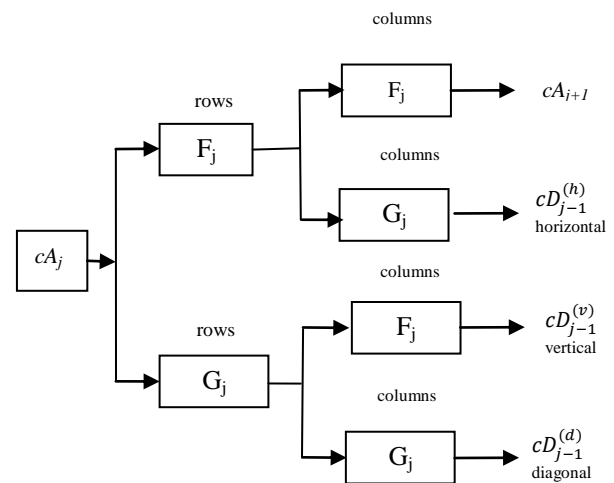 columns
F_j
cA_{j+1}
rows
F_j
columns
G_j
cD_{j−1}^{(h)}
horizontal
cA_j
columns
rows
F_j
cD_{j−1}^{(v)}
vertical
G_j
columns
G_j
cD_{j−1}^{(d)}
diagonal